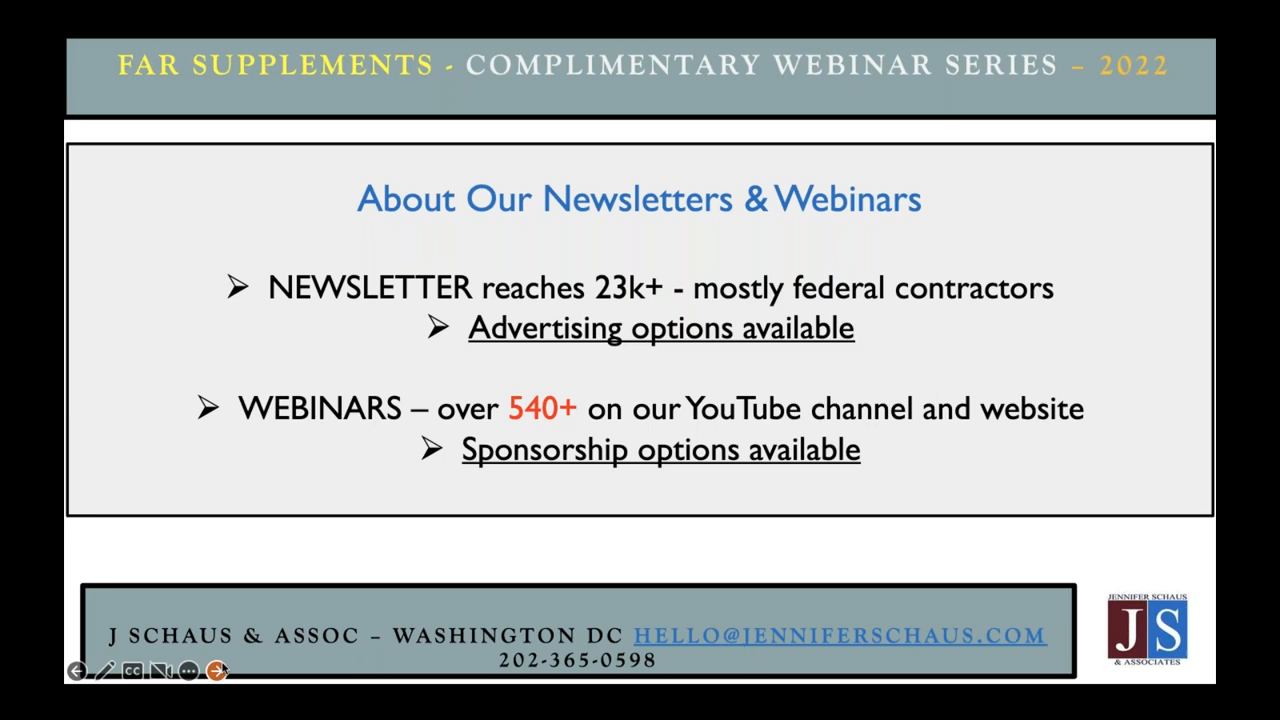 FAR SUPPLEMENTS - COMPLIMENTARY WEBINAR SERIES – 2022
About Our Newsletters & Webinars
➢ NEWSLETTER reaches 23k+ - mostly federal contractors
➢ Advertising options available
➢ WEBINARS – over 540+ on our YouTube channel and website
➢ Sponsorship options available
J SCHAUS & ASSOC – WASHINGTON DC HELLO@JENNIFERSCHAUS.COM
202-365-0598
JENNIFER SCHAUS
JS
& ASSOCIATES
CC